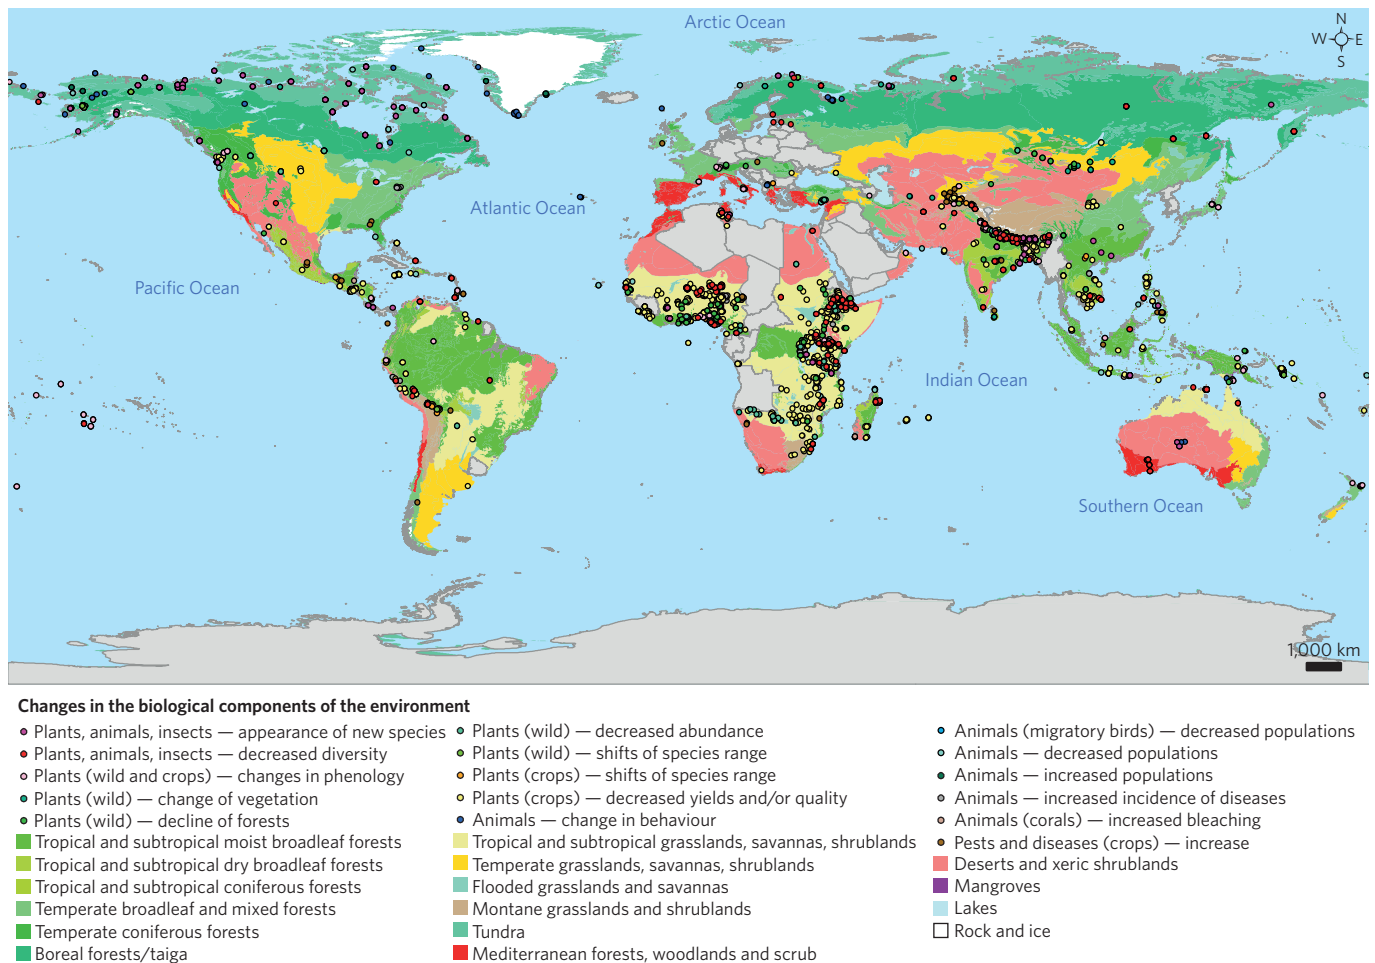 Arctic Ocean
N
W E
S
Atlantic Ocean
Pacific Ocean
Indian Ocean
Southern Ocean
1,000 km
Changes in the biological components of the environment
Plants, animals, insects — appearance of new species
Plants, animals, insects — decreased diversity
Plants (wild and crops) — changes in phenology
Plants (wild) — change of vegetation
Plants (wild) — decline of forests
Tropical and subtropical moist broadleaf forests
Tropical and subtropical dry broadleaf forests
Tropical and subtropical coniferous forests
Temperate broadleaf and mixed forests
Temperate coniferous forests
Boreal forests/taiga
Plants (wild) — decreased abundance
Plants (wild) — shifts of species range
Plants (crops) — shifts of species range
Plants (crops) — decreased yields and/or quality
Animals — change in behaviour
Tropical and subtropical grasslands, savannas, shrublands
Temperate grasslands, savannas, shrublands
Flooded grasslands and savannas
Montane grasslands and shrublands
Tundra
Mediterranean forests, woodlands and scrub
Animals (migratory birds) — decreased populations
Animals — decreased populations
Animals — increased populations
Animals — increased incidence of diseases
Animals (corals) — increased bleaching
Pests and diseases (crops) — increase
Deserts and xeric shrublands
Mangroves
Lakes
Rock and ice